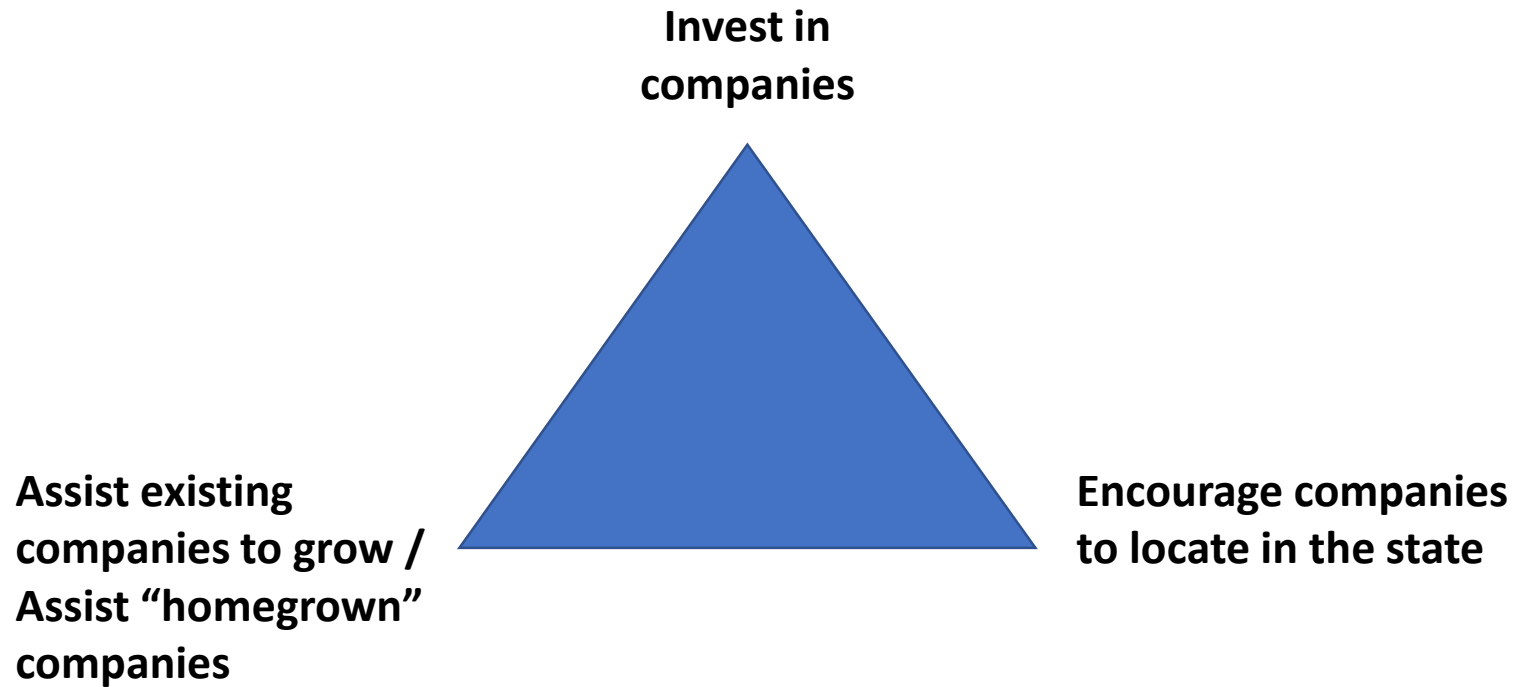 Invest in
companies
Assist existing
companies to grow /
Assist “homegrown”
companies
Encourage companies
to locate in the state